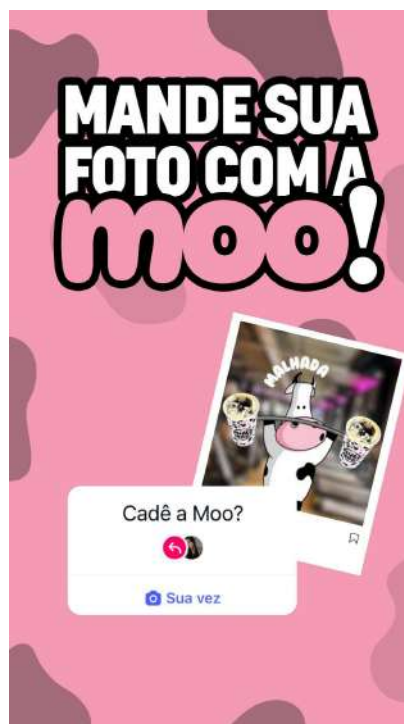 MANDE SUA
FOTO COM A
moo!
MALHADA
Cadê a Moo?
Sua vez